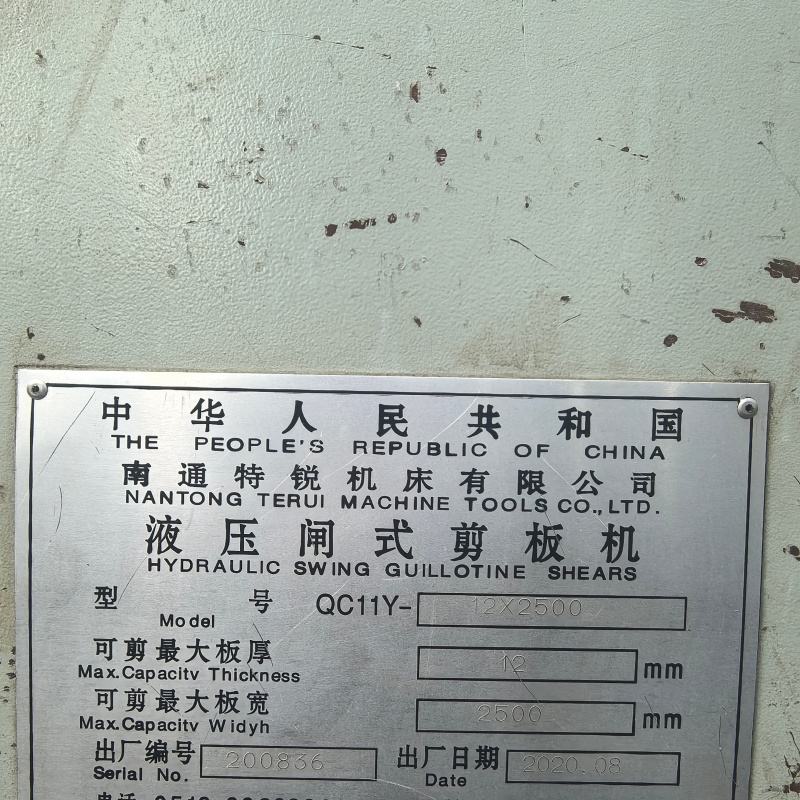 中华人民共和国
THE PEOPLE'S REPUBLIC OF CHINA
南通特锐机床有限公司
NANTONG TERUI MACHINE TOOLS CO.,LTD.
液压闸式剪板机
HYDRAULIC SWING GUILLOTINE SHEARS
型 号 QC11Y-12X2500
Model
可剪最大板厚 12 mm
Max.Capacitv Thickness
可剪最大板宽 2500 mm
Max.Capacitv Widyh
出厂编号 200836 出厂日期 2020.08
Serial No. Date